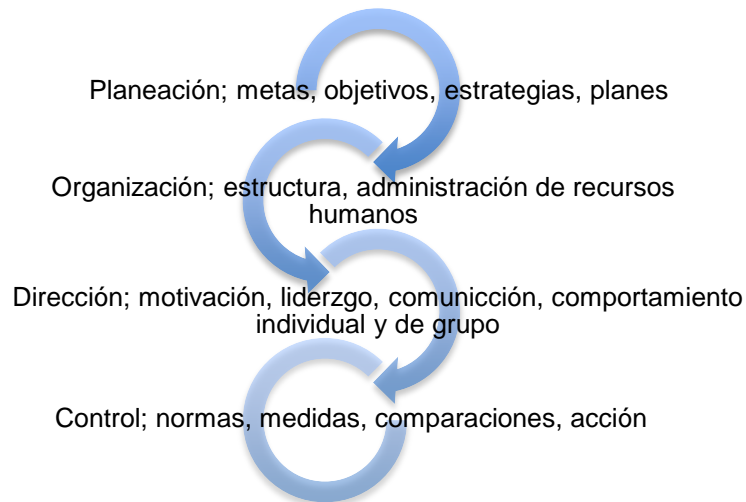 Planeación; metas, objetivos, estrategias, planes
Organización; estructura, administración de recursos
humanos
Dirección; motivación, liderzgo, comunicción, comportamiento
individual y de grupo
Control; normas, medidas, comparaciones, acción